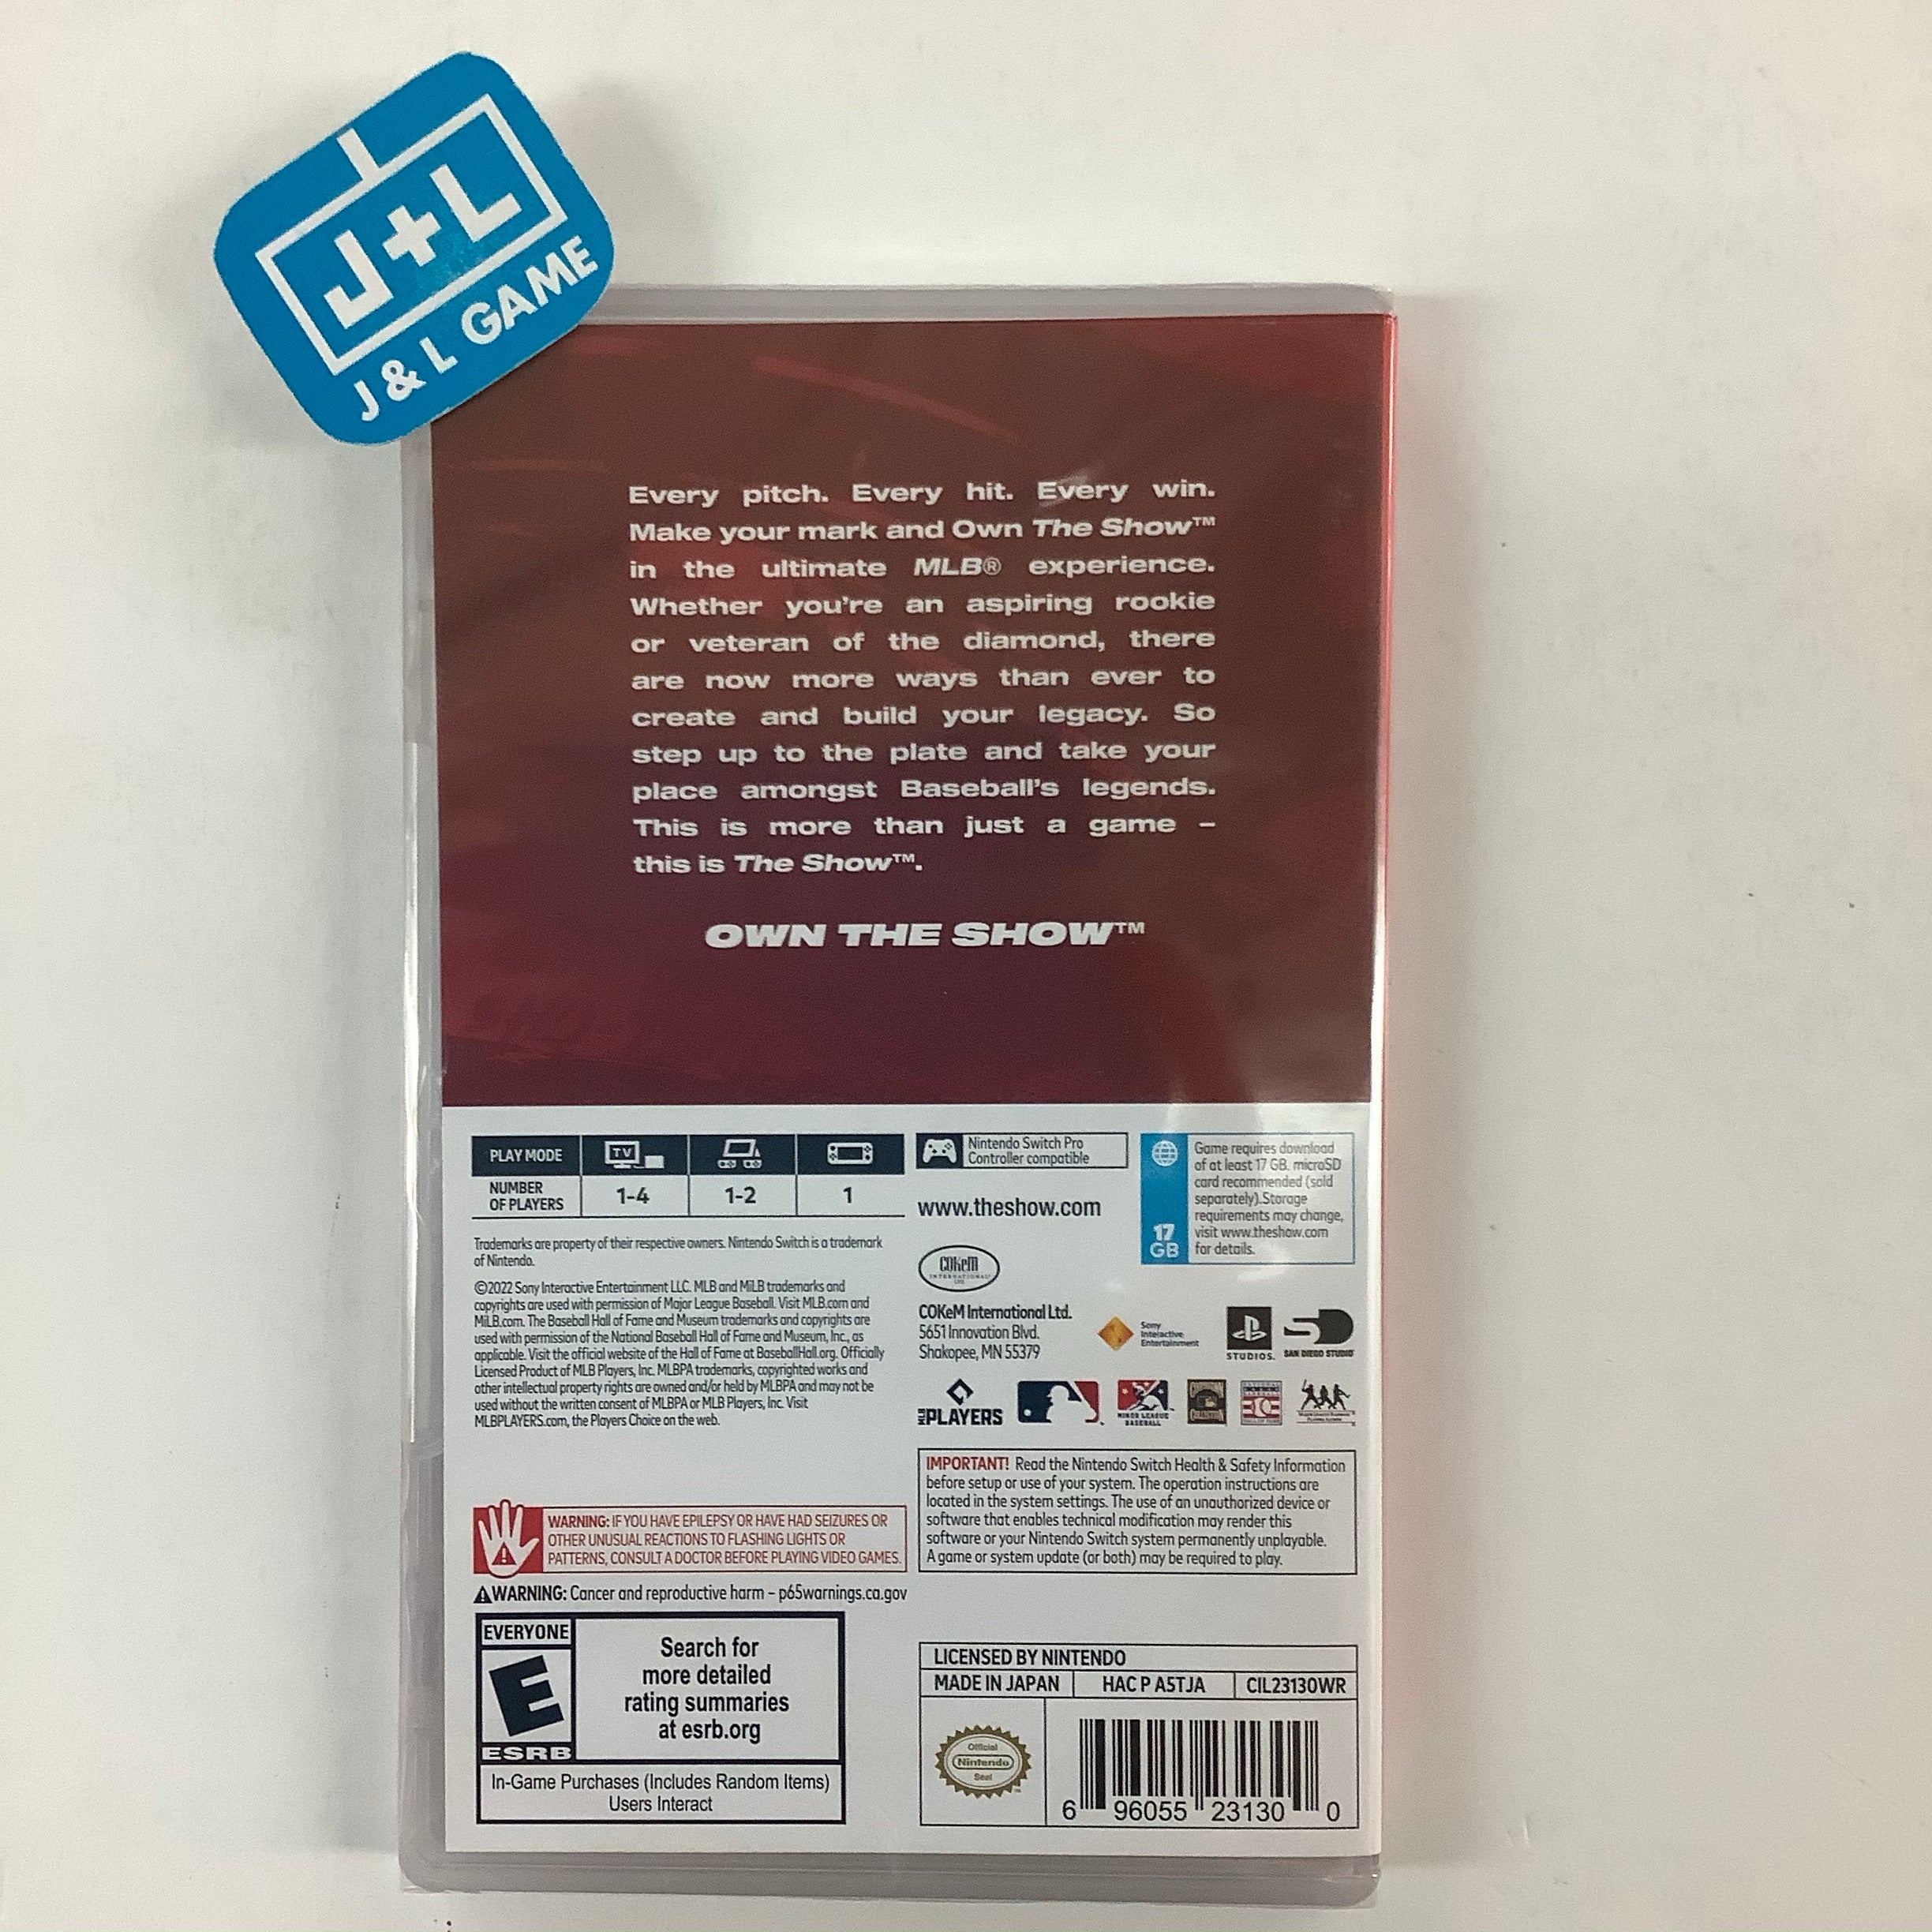 J+L
J & L GAME
Every pitch. Every hit. Every win.
Make your mark and Own The Show™
in the ultimate MLB® experience.
Whether you're an aspiring rookie
or veteran of the diamond, there
are now more ways than ever to
create and build your legacy. So
step up to the plate and take your
place amongst Baseball's legends.
This is more than just a game –
this is The Show™.
OWN THE SHOW™
PLAY MODE
TV
NUMBER
OF PLAYERS
1-4
1-2
1
Nintendo Switch Pro
Controller compatible
www.theshow.com
17
GB
Game requires download
of at least 17 GB. microSD
card recommended (sold
separately).Storage
requirements may change,
visit www.theshow.com
for details.
Trademarks are property of their respective owners. Nintendo Switch is a trademark
of Nintendo.
©2022 Sony Interactive Entertainment LLC. MLB and MiLB trademarks and
copyrights are used with permission of Major League Baseball. Visit MLB.com and
MiLB.com. The Baseball Hall of Fame and Museum trademarks and copyrights are
used with permission of the National Baseball Hall of Fame and Museum, Inc., as
applicable. Visit the official website of the Hall of Fame at BaseballHall.org. Officially
Licensed Product of MLB Players, Inc. MLBPA trademarks, copyrighted works and
other intellectual property rights are owned and/or held by MLBPA and may not be
used without the written consent of MLBPA or MLB Players, Inc. Visit
MLBPLAYERS.com, the Players Choice on the web.
COKeM
INTERNATIONAL
LTD
COKeM International Ltd.
5651 Innovation Blvd.
Shakopee, MN 55379
Sony
Interactive
Entertainment
STUDIOS.
SAN DIEGO STUDIO
MLB PLAYERS
MINOR LEAGUE
BASEBALL
IMPORTANT! Read the Nintendo Switch Health & Safety Information
before setup or use of your system. The operation instructions are
located in the system settings. The use of an unauthorized device or
software that enables technical modification may render this
software or your Nintendo Switch system permanently unplayable.
A game or system update (or both) may be required to play.
WARNING: IF YOU HAVE EPILEPSY OR HAVE HAD SEIZURES OR
OTHER UNUSUAL REACTIONS TO FLASHING LIGHTS OR
PATTERNS, CONSULT A DOCTOR BEFORE PLAYING VIDEO GAMES.
WARNING: Cancer and reproductive harm – p65warnings.ca.gov
EVERYONE
E
ESRB
Search for
more detailed
rating summaries
at esrb.org
In-Game Purchases (Includes Random Items)
Users Interact
LICENSED BY NINTENDO
MADE IN JAPAN
HAC P A5TJA
CIL23130WR
Official
Nintendo
Seal
6 96055 23130 0